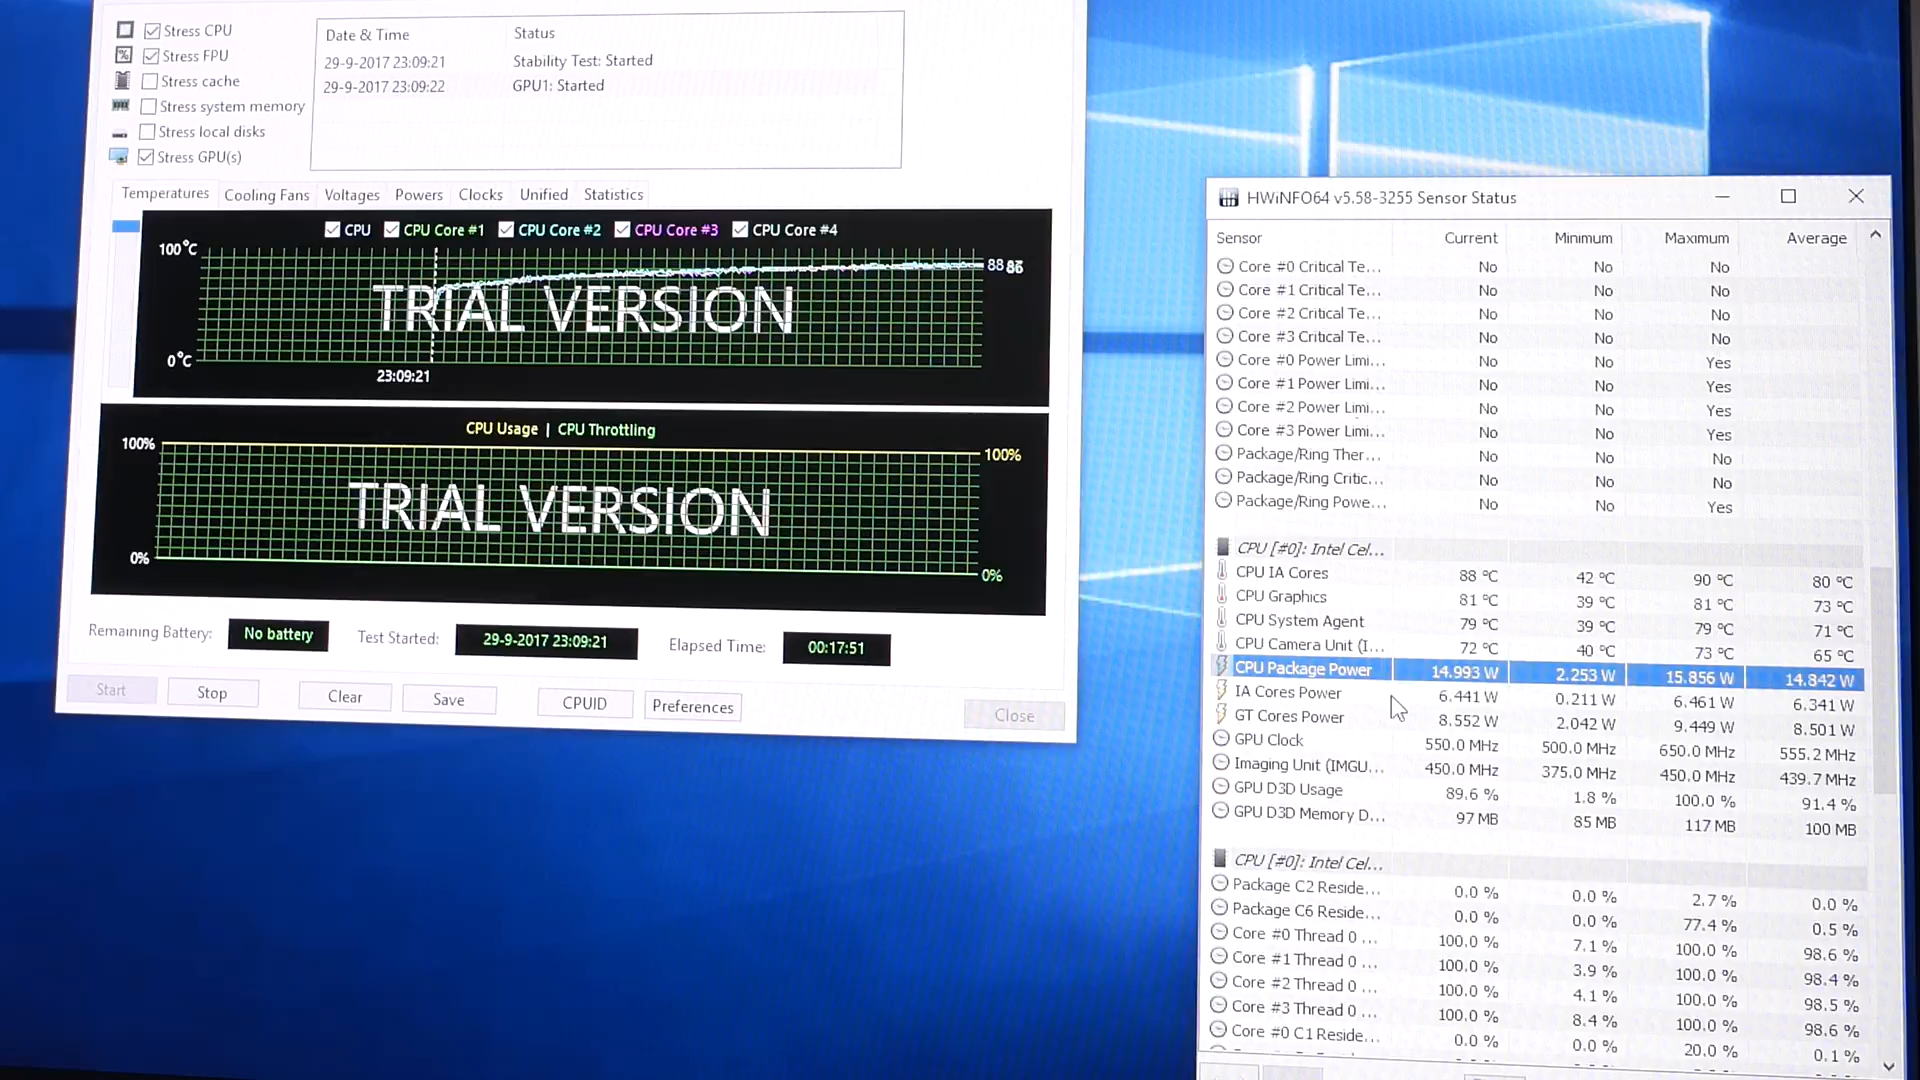 Stress CPU
Stress FPU
Stress cache
Stress system memory
Stress local disks
Stress GPU(s)
Date & Time Status
29-9-2017 23:09:21 Stability Test: Started
29-9-2017 23:09:22 GPU1: Started
Temperatures Cooling Fans Voltages Powers Clocks Unified Statistics
CPU CPU Core #1 CPU Core #2 CPU Core #3 CPU Core #4
100°C
88
TRIAL VERSION
0°C
23:09:21
CPU Usage | CPU Throttling
100% 100%
TRIAL VERSION
0% 0%
Remaining Battery: No battery Test Started: 29-9-2017 23:09:21 Elapsed Time: 00:17:51
Start Stop Clear Save CPUID Preferences Close
HWiNFO64 v5.58-3255 Sensor Status
Sensor Current Minimum Maximum Average
Core #0 Critical Te... No No No
Core #1 Critical Te... No No No
Core #2 Critical Te... No No No
Core #3 Critical Te... No No No
Core #0 Power Limi... No No Yes
Core #1 Power Limi... No No Yes
Core #2 Power Limi... No No Yes
Core #3 Power Limi... No No Yes
Package/Ring Ther... No No No
Package/Ring Critic... No No No
Package/Ring Powe... No No Yes
CPU [#0]: Intel Cel...
CPU IA Cores 88 °C 42 °C 90 °C 80 °C
CPU Graphics 81 °C 39 °C 81 °C 73 °C
CPU System Agent 79 °C 39 °C 79 °C 71 °C
CPU Camera Unit (I... 72 °C 40 °C 73 °C 65 °C
CPU Package Power 14.993 W 2.253 W 15.856 W 14.842 W
IA Cores Power 6.441 W 0.211 W 6.461 W 6.341 W
GT Cores Power 8.552 W 2.042 W 9.449 W 8.501 W
GPU Clock 550.0 MHz 500.0 MHz 650.0 MHz 555.2 MHz
Imaging Unit (IMGU... 450.0 MHz 375.0 MHz 450.0 MHz 439.7 MHz
GPU D3D Usage 89.6 % 1.8 % 100.0 % 91.4 %
GPU D3D Memory D... 97 MB 85 MB 117 MB 100 MB
CPU [#0]: Intel Cel...
Package C2 Reside... 0.0 % 0.0 % 2.7 % 0.0 %
Package C6 Reside... 0.0 % 0.0 % 77.4 % 0.5 %
Core #0 Thread 0 ... 100.0 % 7.1 % 100.0 % 98.6 %
Core #1 Thread 0 ... 100.0 % 3.9 % 100.0 % 98.4 %
Core #2 Thread 0 ... 100.0 % 4.1 % 100.0 % 98.5 %
Core #3 Thread 0 ... 100.0 % 8.4 % 100.0 % 98.6 %
Core #0 C1 Reside... 0.0 % 0.0 % 20.0 % 0.1 %